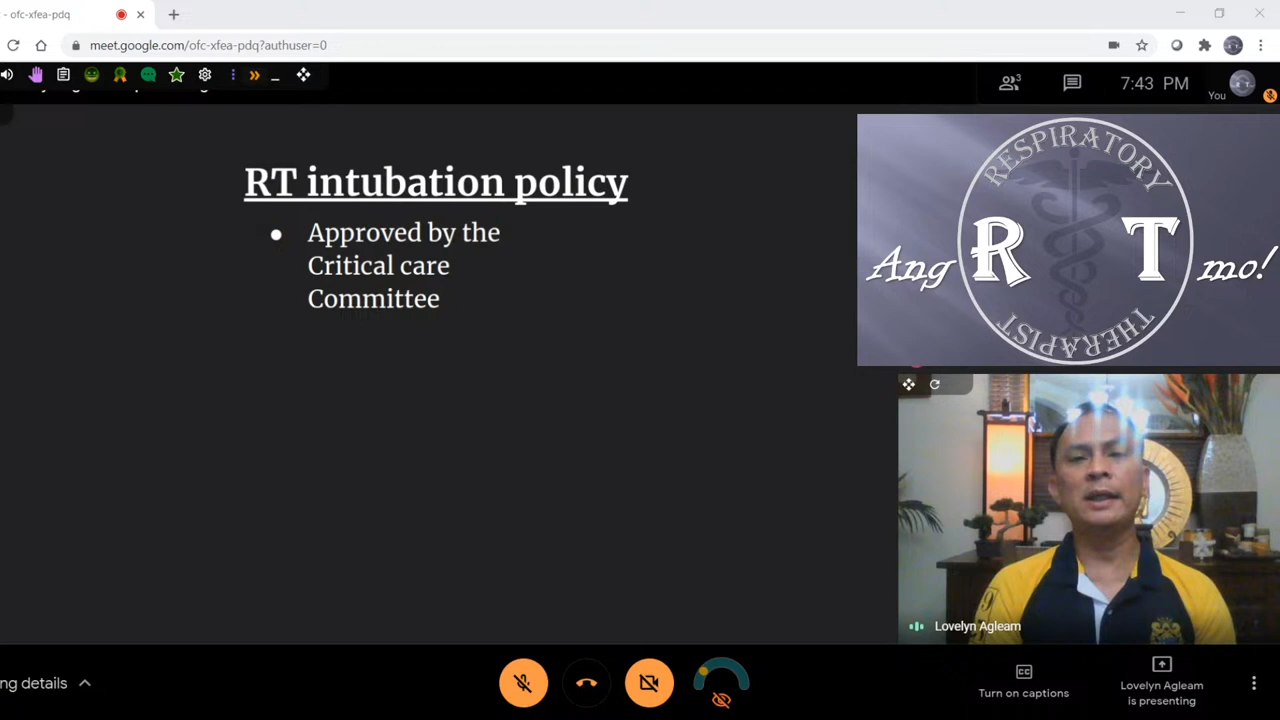 - ofc-xfea-pdq
meet.google.com/ofc-xfea-pdq?authuser=0
3
7:43 PM
You
RT intubation policy
● Approved by the
Critical care
Committee
RESPIRATORY
Ang RT mo!
THERAPIST
Lovelyn Agleam
ng details
Turn on captions
Lovelyn Agleam
is presenting